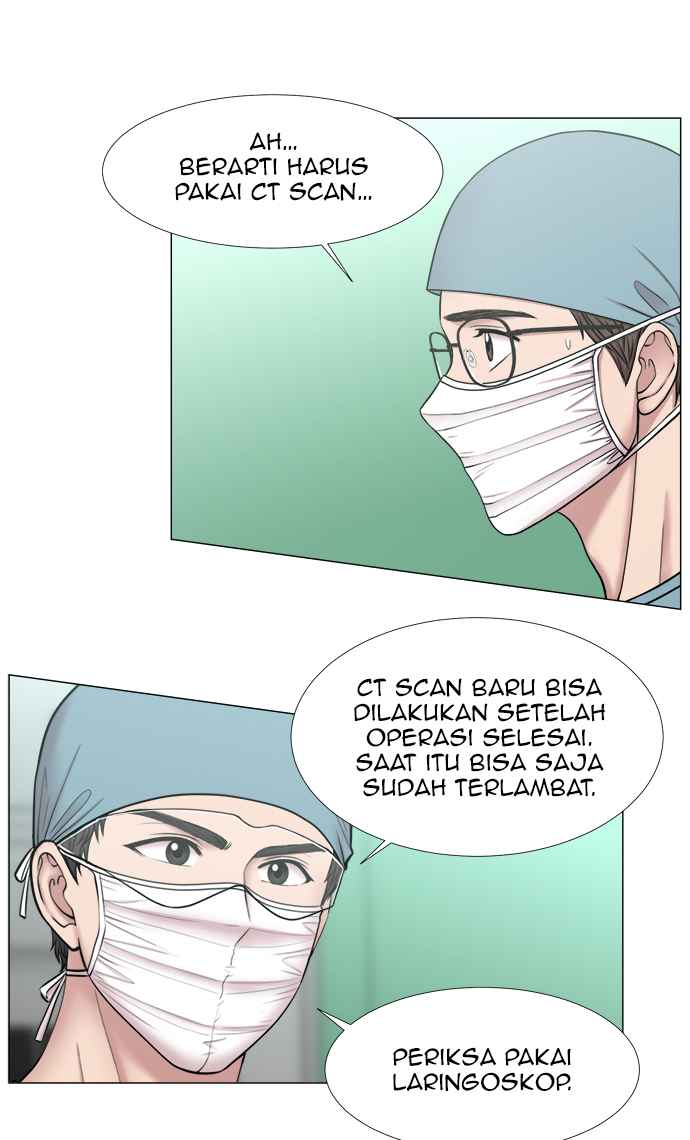 AH...
BERARTI HARUS
PAKAI CT SCAN...
CT SCAN BARU BISA
DILAKUKAN SETELAH
OPERASI SELESAI.
SAAT ITU BISA SAJA
SUDAH TERLAMBAT.
PERIKSA PAKAI
LARINGOSKOP.